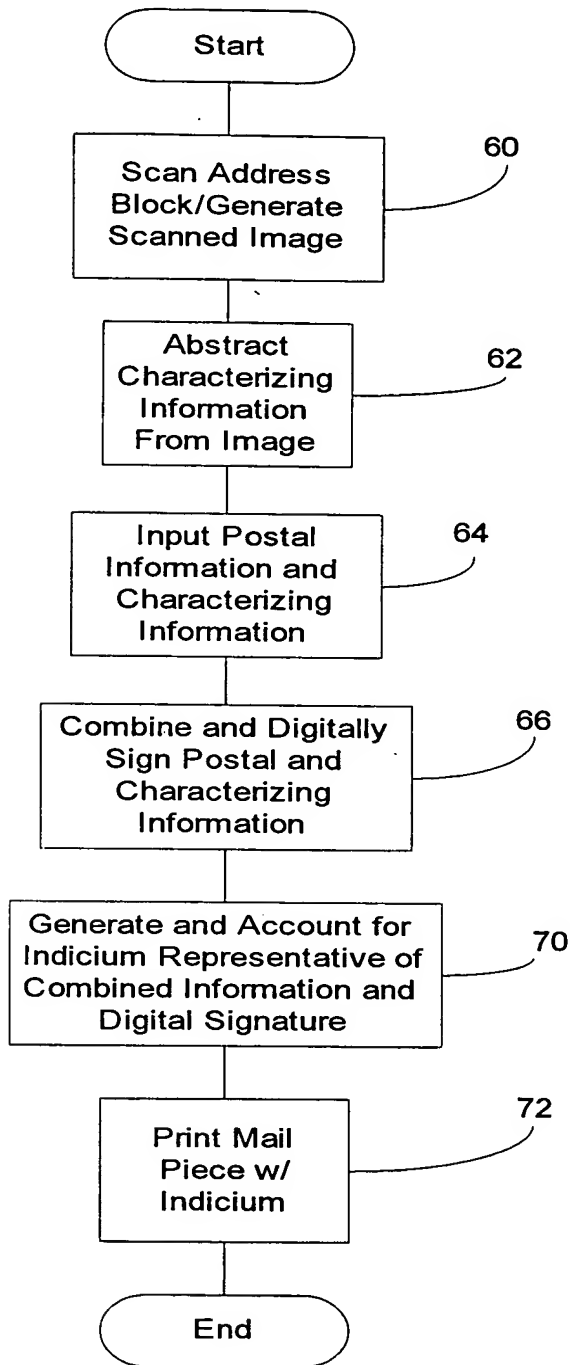 Start
Scan Address
Block/Generate
Scanned Image
60
Abstract
Characterizing
Information
From Image
62
Input Postal
Information and
Characterizing
Information
64
Combine and Digitally
Sign Postal and
Characterizing
Information
66
Generate and Account for
Indicium Representative of
Combined Information and
Digital Signature
70
Print Mail
Piece w/
Indicium
72
End